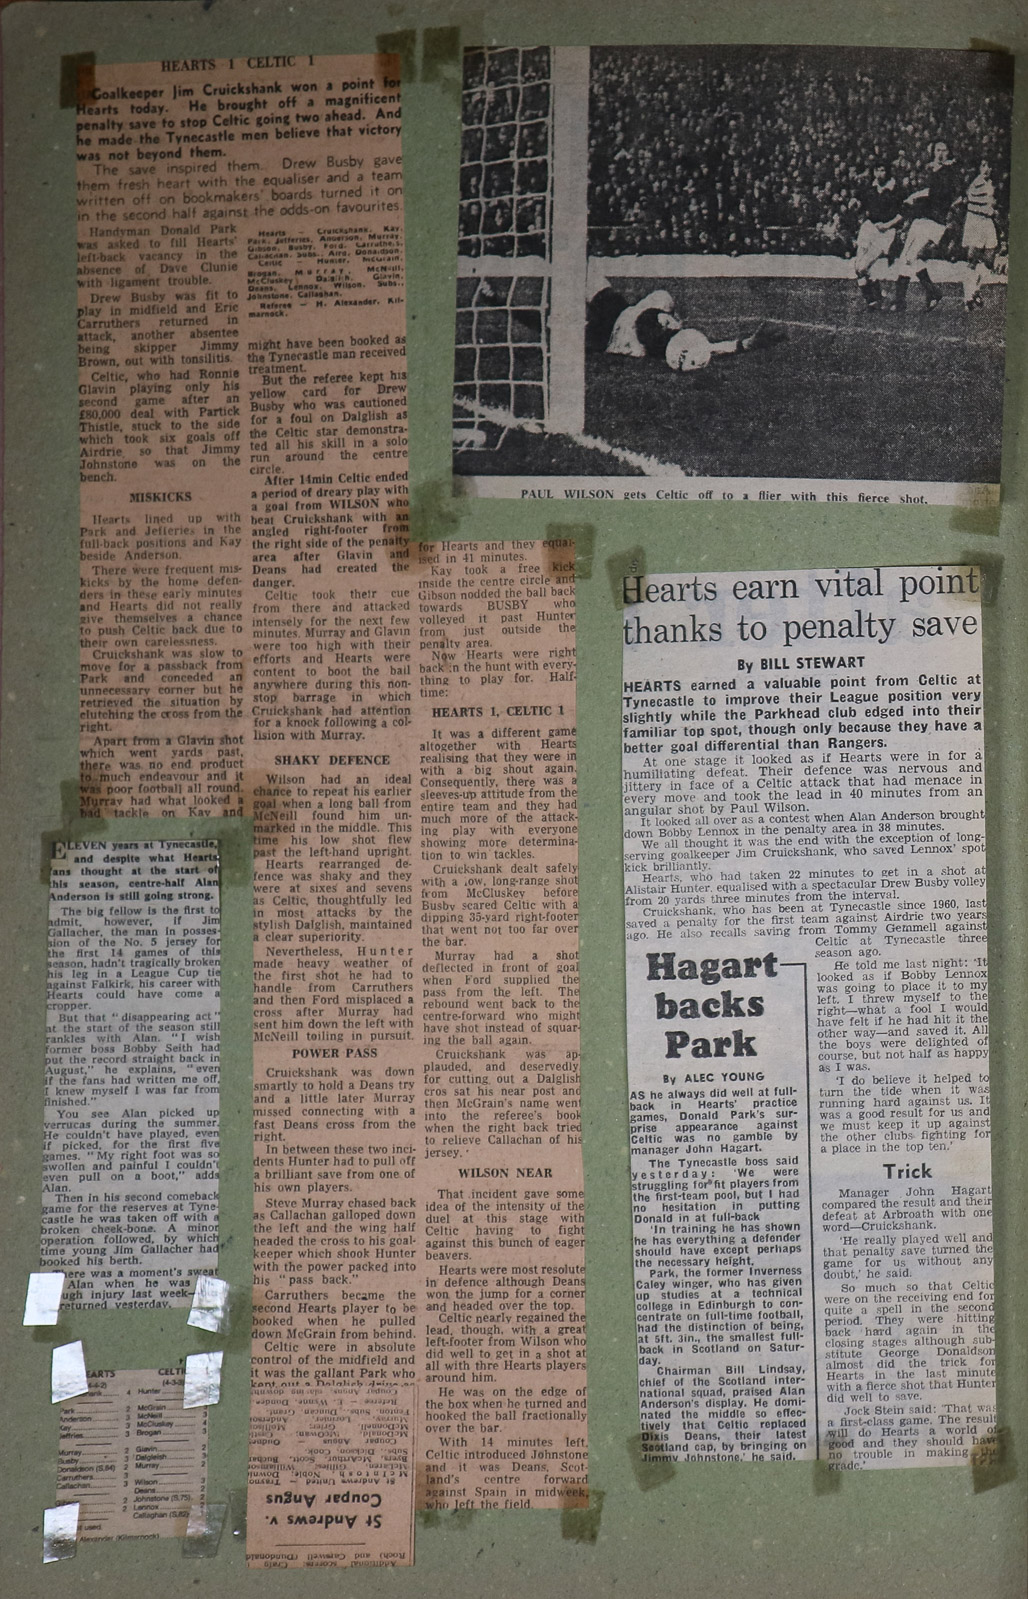 HEARTS 1 CELTIC 1
Goalkeeper Jim Cruickshank won a point for
Hearts today. He brought off a magnificent
penalty save to stop Celtic going two ahead. And
he made the Tynecastle men believe that victory
was not beyond them.
The save inspired them. Drew Busby gave
them fresh heart with the equaliser and a team
written off on bookmakers' boards turned it on
in the second half against the odds-on favourites.
Handyman Donald Park
was asked to fill Hearts'
left-back vacancy in the
absence of Dave Clunie
with ligament trouble.
Drew Busby was fit to
play in midfield and Eric
Carruthers returned in
attack, another absentee
being skipper Jimmy
Brown, out with tonsilitis.
Celtic, who had Ronnie
Glavin playing only his
second game after an
£80,000 deal with Partick
Thistle, stuck to the side
which took six goals off
Airdrie, so that Jimmy
Johnstone was on the
bench.
MISKICKS
Hearts lined up with
Park and Jefferies in the
full-back positions and Kay
beside Anderson.
There were frequent mis-
kicks by the home defen-
ders in these early minutes
and Hearts did not really
give themselves a chance
to push Celtic back due to
their own carelessness.
Cruickshank was slow to
move for a passback from
Park and conceded an
unnecessary corner but he
retrieved the situation by
clutching the cross from the
right.
Apart from a Glavin shot
which went yards past,
there was no end product
to much endeavour and it
was poor football all round.
Murray had what looked a
bad tackle on Kay and
Hearts — Cruickshank, Kay,
Park, Jefferies, Anderson, Murray,
Gibson, Busby, Ford, Carruthers,
Callachan. Subs., Aird, Donaldson.
Celtic — Hunter, McGrain,
Brogan, Murray, McNeill,
McCluskey, Dalglish, Glavin,
Deans, Lennox, Wilson. Subs.,
Johnstone, Callaghan.
Referee — H. Alexander, Kil-
marnock.
might have been booked as
the Tynecastle man received
treatment.
But the referee kept his
yellow card for Drew
Busby who was cautioned
for a foul on Dalglish as
the Celtic star demonstra-
ted all his skill in a solo
run around the centre
circle.
After 14min Celtic ended
a period of dreary play with
a goal from WILSON who
beat Cruickshank with an
angled right-footer from
the right side of the penalty
area after Glavin and
Deans had created the
danger.
Celtic took their cue
from there and attacked
intensely for the next few
minutes. Murray and Glavin
were too high with their
efforts and Hearts were
content to boot the ball
anywhere during this non-
stop barrage in which
Cruickshank had attention
for a knock following a col-
lision with Murray.
SHAKY DEFENCE
Wilson had an ideal
chance to repeat his earlier
goal when a long ball from
McNeill found him un-
marked in the middle. This
time his low shot flew
past the left-hand upright.
Hearts rearranged de-
fence was shaky and they
were at sixes and sevens
as Celtic, thoughtfully led
in most attacks by the
stylish Dalglish, maintained
a clear superiority.
Nevertheless, Hunter
made heavy weather of
the first shot he had to
handle from Carruthers
and then Ford misplaced a
cross after Murray had
sent him down the left with
McNeill toiling in pursuit.
POWER PASS
Cruickshank was down
smartly to hold a Deans try
and a little later Murray
missed connecting with a
fast Deans cross from the
right.
In between these two inci-
dents Hunter had to pull off
a brilliant save from one of
his own players.
Steve Murray chased back
as Callachan galloped down
the left and the wing half
headed the cross to his goal-
keeper which shook Hunter
with the power packed into
his "pass back."
Carruthers became the
second Hearts player to be
booked when he pulled
down McGrain from behind.
Celtic were in absolute
control of the midfield and
it was the gallant Park who
St Andrews v.
Coupar Angus
PAUL WILSON gets Celtic off to a flier with this fierce shot.
for Hearts and they equal-
ised in 41 minutes.
Kay took a free kick
inside the centre circle and
Gibson nodded the ball back
towards BUSBY who
volleyed it past Hunter
from just outside the
penalty area.
Now Hearts were right
back in the hunt with every-
thing to play for. Half-
time:
HEARTS 1, CELTIC 1
It was a different game
altogether with Hearts
realising that they were in
with a big shout again.
Consequently, there was a
sleeves-up attitude from the
entire team and they had
much more of the attack-
ing play with everyone
showing more determina-
tion to win tackles.
Cruickshank dealt safely
with a low, long-range shot
from McCluskey before
Busby scared Celtic with a
dipping 35-yard right-footer
that went not too far over
the bar.
Murray had a shot
deflected in front of goal
when Ford supplied the
pass from the left. The
rebound went back to the
centre-forward who might
have shot instead of squar-
ing the ball again.
Cruickshank was ap-
plauded, and deservedly
for cutting out a Dalglish
cros sat his near post and
then McGrain's name went
into the referee's book
when the right back tried
to relieve Callachan of his
jersey.
WILSON NEAR
That incident gave some
idea of the intensity of the
duel at this stage with
Celtic having to fight
against this bunch of eager
beavers.
Hearts were most resolute
in defence although Deans
won the jump for a corner
and headed over the top.
Celtic nearly regained the
lead, though, with a great
left-footer from Wilson who
did well to get in a shot at
all with thre Hearts players
around him.
He was on the edge of
the box when he turned and
hooked the ball fractionally
over the bar.
With 14 minutes left,
Celtic introduced Johnstone
and it was Deans, Scot-
land's centre forward
against Spain in midweek,
who left the field.
ELEVEN years at Tynecastle,
and despite what Hearts
fans thought at the start of
this season, centre-half Alan
Anderson is still going strong.
The big fellow is the first to
admit, however, if Jim
Gallacher, the man in posses-
sion of the No. 5 jersey for
the first 14 games of this
season, hadn't tragically broken
his leg in a League Cup tie
against Falkirk, his career with
Hearts could have come a
cropper.
But that "disappearing act"
at the start of the season still
rankles with Alan. "I wish
former boss Bobby Seith had
put the record straight back in
August," he explains, "even
if the fans had written me off,
I knew myself I was far from
finished."
You see Alan picked up
verrucas during the summer.
He couldn't have played, even
if picked, for the first five
games. "My right foot was so
swollen and painful I couldn't
even pull on a boot," adds
Alan.
Then in his second comeback
game for the reserves at Tyne-
castle he was taken off with a
broken cheek-bone. A minor
operation followed, by which
time young Jim Gallacher had
booked his berth.
There was a moment's sweat
Alan when he was
injury last week—
returned yesterday.
Hearts earn vital point
thanks to penalty save
By BILL STEWART
HEARTS earned a valuable point from Celtic at
Tynecastle to improve their League position very
slightly while the Parkhead club edged into their
familiar top spot, though only because they have a
better goal differential than Rangers.
At one stage it looked as if Hearts were in for a
humiliating defeat. Their defence was nervous and
jittery in face of a Celtic attack that had menace in
every move and took the lead in 40 minutes from an
angular shot by Paul Wilson.
It looked all over as a contest when Alan Anderson brought
down Bobby Lennox in the penalty area in 38 minutes.
We all thought it was the end with the exception of long-
serving goalkeeper Jim Cruickshank, who saved Lennox' spot
kick brilliantly.
Hearts, who had taken 22 minutes to get in a shot at
Alistair Hunter, equalised with a spectacular Drew Busby volley
from 20 yards three minutes from the interval.
Cruickshank, who has been at Tynecastle since 1960, last
saved a penalty for the first team against Airdrie two years
ago. He also recalls saving from Tommy Gemmell against
Celtic at Tynecastle three
season ago.
He told me last night: 'It
looked as if Bobby Lennox
was going to place it to my
left. I threw myself to the
right—what a fool I would
have felt if he had hit it the
other way—and saved it. All
the boys were delighted of
course, but not half as happy
as I was.
'I do believe it helped to
turn the tide when it was
running hard against us. It
was a good result for us and
we must keep it up against
the other clubs fighting for
a place in the top ten.'
Trick
Manager John Hagart
compared the result and their
defeat at Arbroath with one
word—Cruickshank.
'He really played well and
that penalty save turned the
game for us without any
doubt,' he said.
So much so that Celtic
were on the receiving end for
quite a spell in the second
period. They were hitting
back hard again in the
closing stages although sub-
stitute George Donaldson
almost did the trick for
Hearts in the last minute
with a fierce shot that Hunter
did well to save.
Jock Stein said: 'That was
a first-class game. The result
will do Hearts a world of
good and they should have
no trouble in making the
grade.'
Hagart
backs
Park
By ALEC YOUNG
AS he always did well at full-
back in Hearts' practice
games, Donald Park's sur-
prise appearance against
Celtic was no gamble by
manager John Hagart.
The Tynecastle boss said
yesterday: 'We were
struggling for fit players from
the first-team pool, but I had
no hesitation in putting
Donald in at full-back
'In training he has shown
he has everything a defender
should have except perhaps
the necessary height.
Park, the former Inverness
Caley winger, who has given
up studies at a technical
college in Edinburgh to con-
centrate on full-time football,
had the distinction of being,
at 5ft. 3in., the smallest full-
back in Scotland on Satur-
day.
Chairman Bill Lindsay,
chief of the Scotland inter-
national squad, praised Alan
Anderson's display. He domi-
nated the middle so effec-
tively that Celtic replaced
Dixis Deans, their latest
Scotland cap, by bringing on
Jimmy Johnstone,' he said.